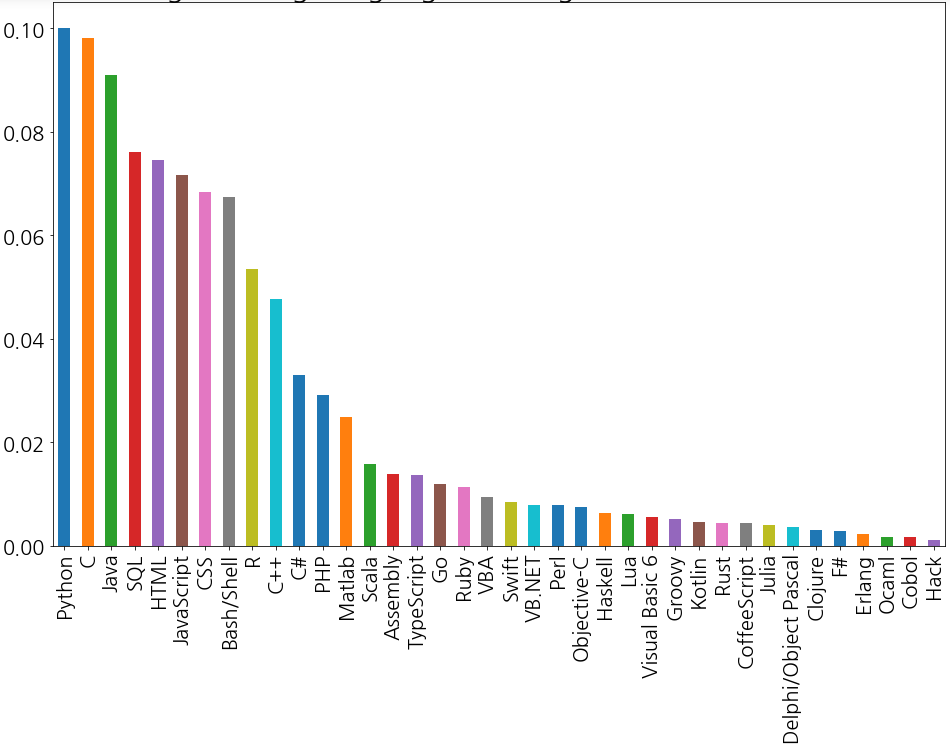 0.10
0.08
0.06
0.04
0.02
0.00
Python
C
Java
SQL
HTML
JavaScript
CSS
Bash/Shell
R
C++
C#
PHP
Matlab
Scala
Assembly
TypeScript
Go
Ruby
VBA
Swift
VB.NET
Perl
Objective-C
Haskell
Lua
Visual Basic 6
Groovy
Kotlin
Rust
CoffeeScript
Julia
Delphi/Object Pascal
Clojure
F#
Erlang
Ocaml
Cobol
Hack